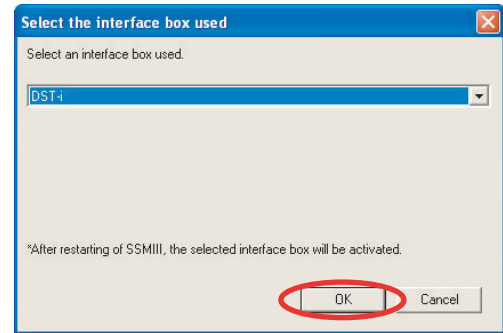 Select the interface box used
Select an interface box used.
DST-i
*After restarting of SSMIII, the selected interface box will be activated.
OK Cancel